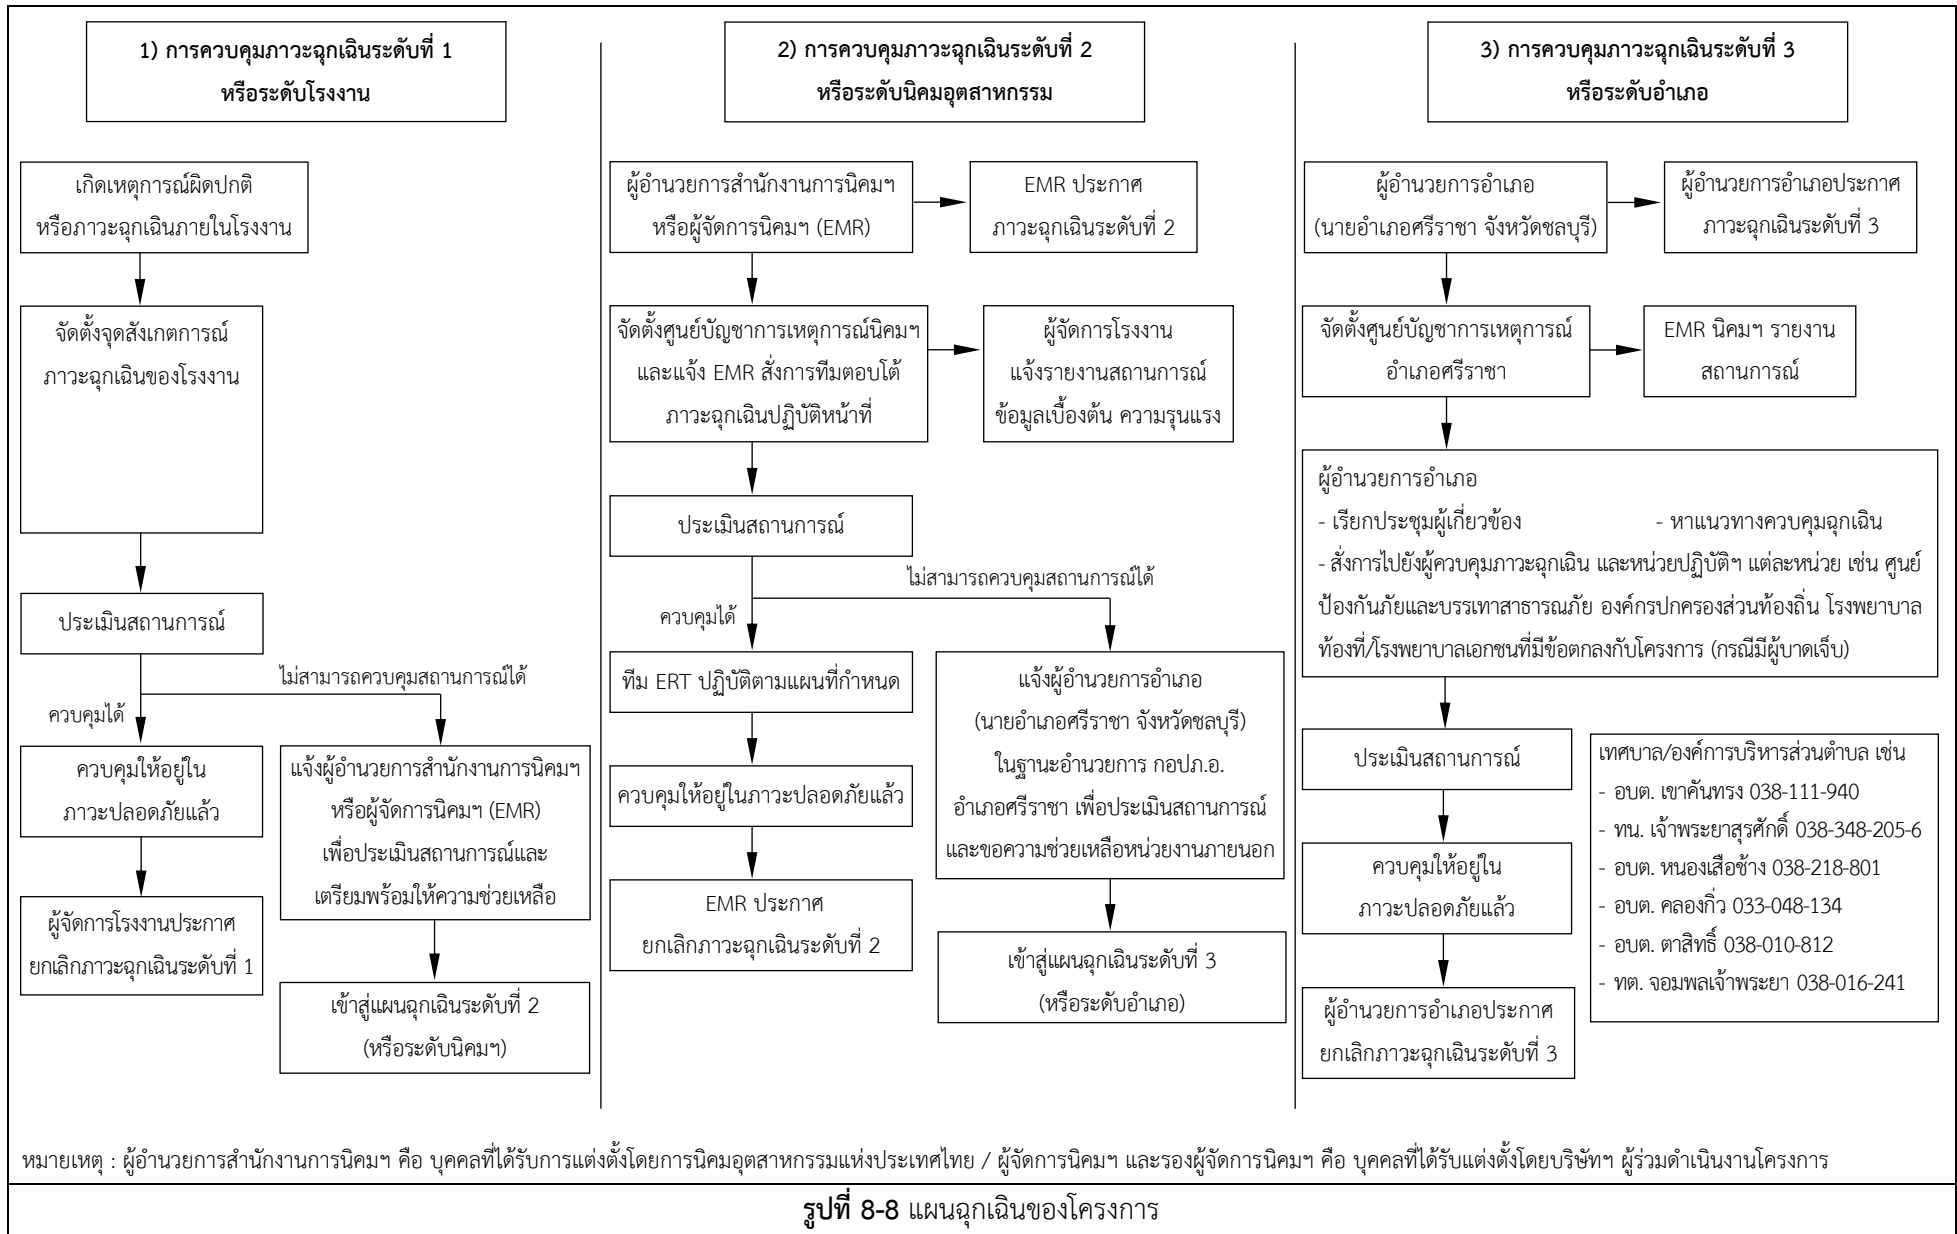 1) การควบคุมภาวะฉุกเฉินระดับที่ 1
หรือระดับโรงงาน
เกิดเหตุการณ์ผิดปกติ
หรือภาวะฉุกเฉินภายในโรงงาน
จัดตั้งจุดสังเกตการณ์
ภาวะฉุกเฉินของโรงงาน
ประเมินสถานการณ์
ไม่สามารถควบคุมสถานการณ์ได้
ควบคุมได้
ควบคุมให้อยู่ใน
ภาวะปลอดภัยแล้ว
ผู้จัดการโรงงานประกาศ
ยกเลิกภาวะฉุกเฉินระดับที่ 1
แจ้งผู้อำนวยการสำนักงานการนิคมฯ
หรือผู้จัดการนิคมฯ (EMR)
เพื่อประเมินสถานการณ์และ
เตรียมพร้อมให้ความช่วยเหลือ
เข้าสู่แผนฉุกเฉินระดับที่ 2
(หรือระดับนิคมฯ)
2) การควบคุมภาวะฉุกเฉินระดับที่ 2
หรือระดับนิคมอุตสาหกรรม
ผู้อำนวยการสำนักงานการนิคมฯ
หรือผู้จัดการนิคมฯ (EMR)
EMR ประกาศ
ภาวะฉุกเฉินระดับที่ 2
จัดตั้งศูนย์บัญชาการเหตุการณ์นิคมฯ
และแจ้ง EMR สั่งการทีมตอบโต้
ภาวะฉุกเฉินปฏิบัติหน้าที่
ผู้จัดการโรงงาน
แจ้งรายงานสถานการณ์
ข้อมูลเบื้องต้น ความรุนแรง
ประเมินสถานการณ์
ไม่สามารถควบคุมสถานการณ์ได้
ควบคุมได้
ทีม ERT ปฏิบัติตามแผนที่กำหนด
ควบคุมให้อยู่ในภาวะปลอดภัยแล้ว
EMR ประกาศ
ยกเลิกภาวะฉุกเฉินระดับที่ 2
แจ้งผู้อำนวยการอำเภอ
(นายอำเภอศรีราชา จังหวัดชลบุรี)
ในฐานะอำนวยการ กอปภ.อ.
อำเภอศรีราชา เพื่อประเมินสถานการณ์
และขอความช่วยเหลือหน่วยงานภายนอก
เข้าสู่แผนฉุกเฉินระดับที่ 3
(หรือระดับอำเภอ)
3) การควบคุมภาวะฉุกเฉินระดับที่ 3
หรือระดับอำเภอ
ผู้อำนวยการอำเภอ
(นายอำเภอศรีราชา จังหวัดชลบุรี)
ผู้อำนวยการอำเภอประกาศ
ภาวะฉุกเฉินระดับที่ 3
จัดตั้งศูนย์บัญชาการเหตุการณ์
อำเภอศรีราชา
EMR นิคมฯ รายงาน
สถานการณ์
ผู้อำนวยการอำเภอ
- เรียกประชุมผู้เกี่ยวข้อง - หาแนวทางควบคุมฉุกเฉิน
- สั่งการไปยังผู้ควบคุมภาวะฉุกเฉิน และหน่วยปฏิบัติฯ แต่ละหน่วย เช่น ศูนย์
ป้องกันภัยและบรรเทาสาธารณภัย องค์กรปกครองส่วนท้องถิ่น โรงพยาบาล
ท้องที่/โรงพยาบาลเอกชนที่มีข้อตกลงกับโครงการ (กรณีมีผู้บาดเจ็บ)
ประเมินสถานการณ์
ควบคุมให้อยู่ใน
ภาวะปลอดภัยแล้ว
ผู้อำนวยการอำเภอประกาศ
ยกเลิกภาวะฉุกเฉินระดับที่ 3
เทศบาล/องค์การบริหารส่วนตำบล เช่น
- อบต. เขาคันทรง 038-111-940
- ทน. เจ้าพระยาสุรศักดิ์ 038-348-205-6
- อบต. หนองเสือช้าง 038-218-801
- อบต. คลองกิ่ว 033-048-134
- อบต. ตาสิทธิ์ 038-010-812
- ทต. จอมพลเจ้าพระยา 038-016-241
หมายเหตุ : ผู้อำนวยการสำนักงานการนิคมฯ คือ บุคคลที่ได้รับการแต่งตั้งโดยการนิคมอุตสาหกรรมแห่งประเทศไทย / ผู้จัดการนิคมฯ และรองผู้จัดการนิคมฯ คือ บุคคลที่ได้รับแต่งตั้งโดยบริษัทฯ ผู้ร่วมดำเนินงานโครงการ
รูปที่ 8-8 แผนฉุกเฉินของโครงการ